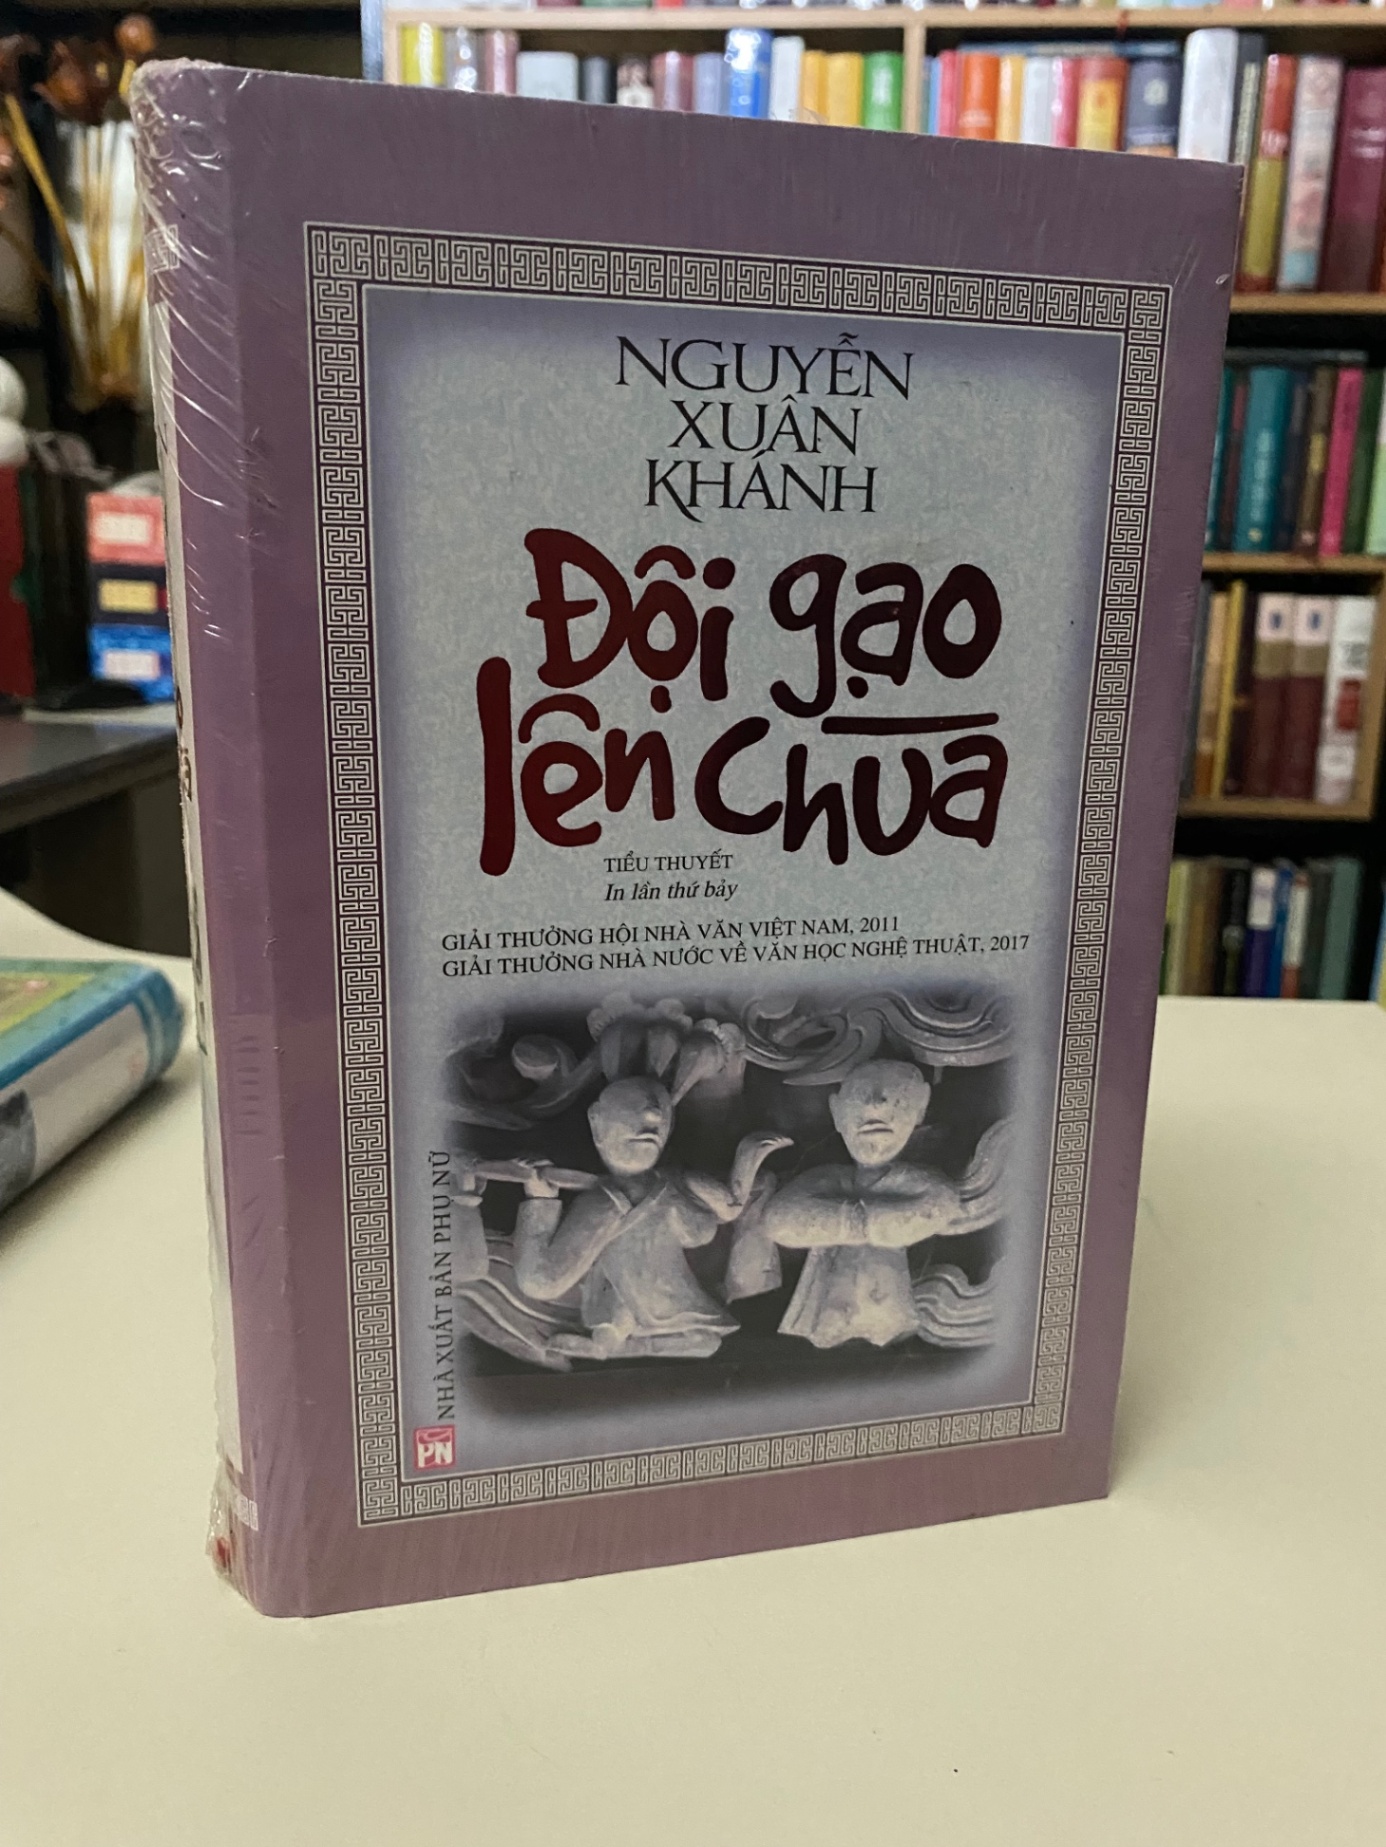 NGUYỄN
XUÂN
KHÁNH
Đội gạo
lên chùa
TIỂU THUYẾT
In lần thứ bảy
GIẢI THƯỞNG HỘI NHÀ VĂN VIỆT NAM, 2011
GIẢI THƯỞNG NHÀ NƯỚC VỀ VĂN HỌC NGHỆ THUẬT, 2017
NHÀ XUẤT BẢN PHỤ NỮ
PN